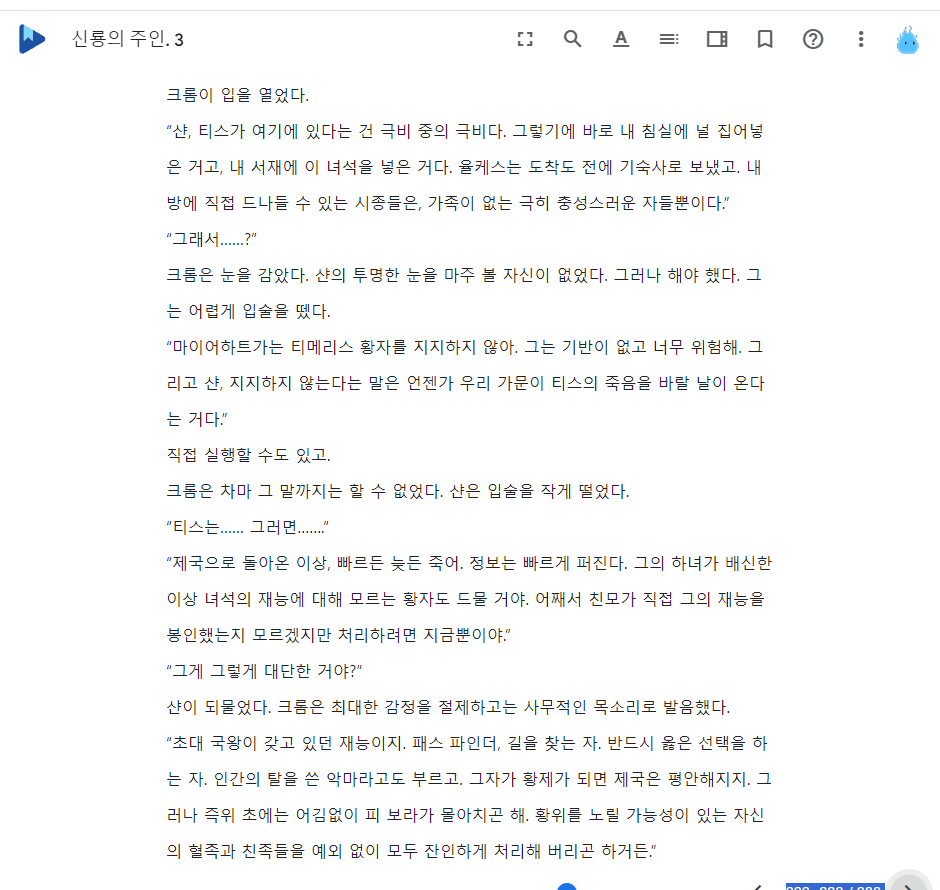 신룡의 주인. 3
크롬이 입을 열었다.
“샨, 티스가 여기에 있다는 건 극비 중의 극비다. 그렇기에 바로 내 침실에 널 집어넣
은 거고, 내 서재에 이 녀석을 넣은 거다. 율케스는 도착도 전에 기숙사로 보냈고. 내
방에 직접 드나들 수 있는 시종들은, 가족이 없는 극히 충성스러운 자들뿐이다.”
“그래서......?”
크롬은 눈을 감았다. 샨의 투명한 눈을 마주 볼 자신이 없었다. 그러나 해야 했다. 그
는 어렵게 입술을 뗐다.
“마이어하트가는 티메리스 황자를 지지하지 않아. 그는 기반이 없고 너무 위험해. 그
리고 샨, 지지하지 않는다는 말은 언젠가 우리 가문이 티스의 죽음을 바랄 날이 온다
는 거다.”
직접 실행할 수도 있고.
크롬은 차마 그 말까지는 할 수 없었다. 샨은 입술을 작게 떨었다.
“티스는...... 그러면.......”
“제국으로 돌아온 이상, 빠르든 늦든 죽어. 정보는 빠르게 퍼진다. 그의 하녀가 배신한
이상 녀석의 재능에 대해 모르는 황자도 드물 거야. 어째서 친모가 직접 그의 재능을
봉인했는지 모르겠지만 처리하려면 지금뿐이야.”
“그게 그렇게 대단한 거야?”
샨이 되물었다. 크롬은 최대한 감정을 절제하고는 사무적인 목소리로 발음했다.
“초대 국왕이 갖고 있던 재능이지. 패스 파인더, 길을 찾는 자. 반드시 옳은 선택을 하
는 자. 인간의 탈을 쓴 악마라고도 부르고. 그자가 황제가 되면 제국은 평안해지지. 그
러나 즉위 초에는 어김없이 피 보라가 몰아치곤 해. 황위를 노릴 가능성이 있는 자신
의 혈족과 친족들을 예외 없이 모두 잔인하게 처리해 버리곤 하거든.”